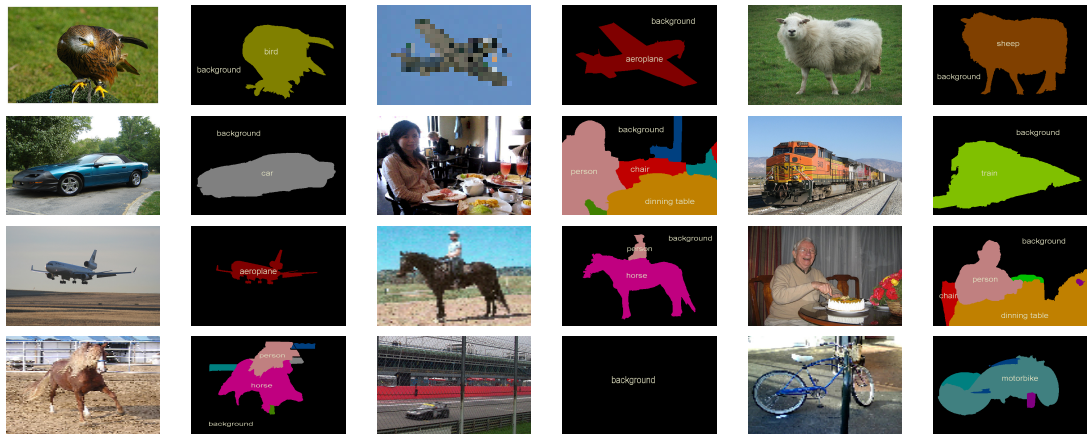 background
bird
background
aeroplane
background
sheep
background
car
background
person
chair
dinning table
background
train
aeroplane
background
person
horse
background
person
chair
dinning table
person
horse
background
background
motorbike